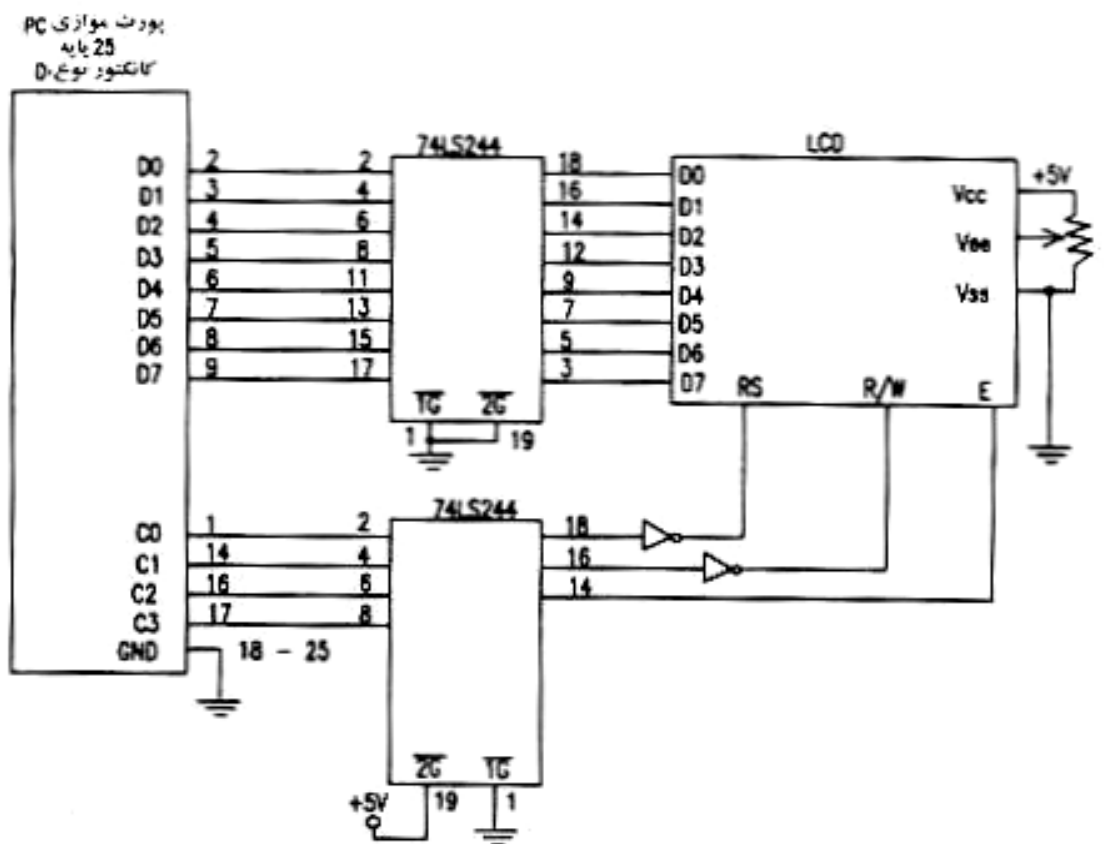 پورت موازی PC
25 پایه
کانکتور نوع D
D0 2
D1 3
D2 4
D3 5
D4 6
D5 7
D6 8
D7 9
C0 1
C1 14
C2 16
C3 17
GND 18 - 25
74LS244
2 18
4 16
6 14
8 12
11 9
13 7
15 5
17 3
1G 2G
1 19
LCD
D0
D1
D2
D3
D4
D5
D6
D7
Vcc +5V
Vee
Vss
RS R/W E
74LS244
2 18
4 16
6 14
8
2G 1G
+5V 19 1